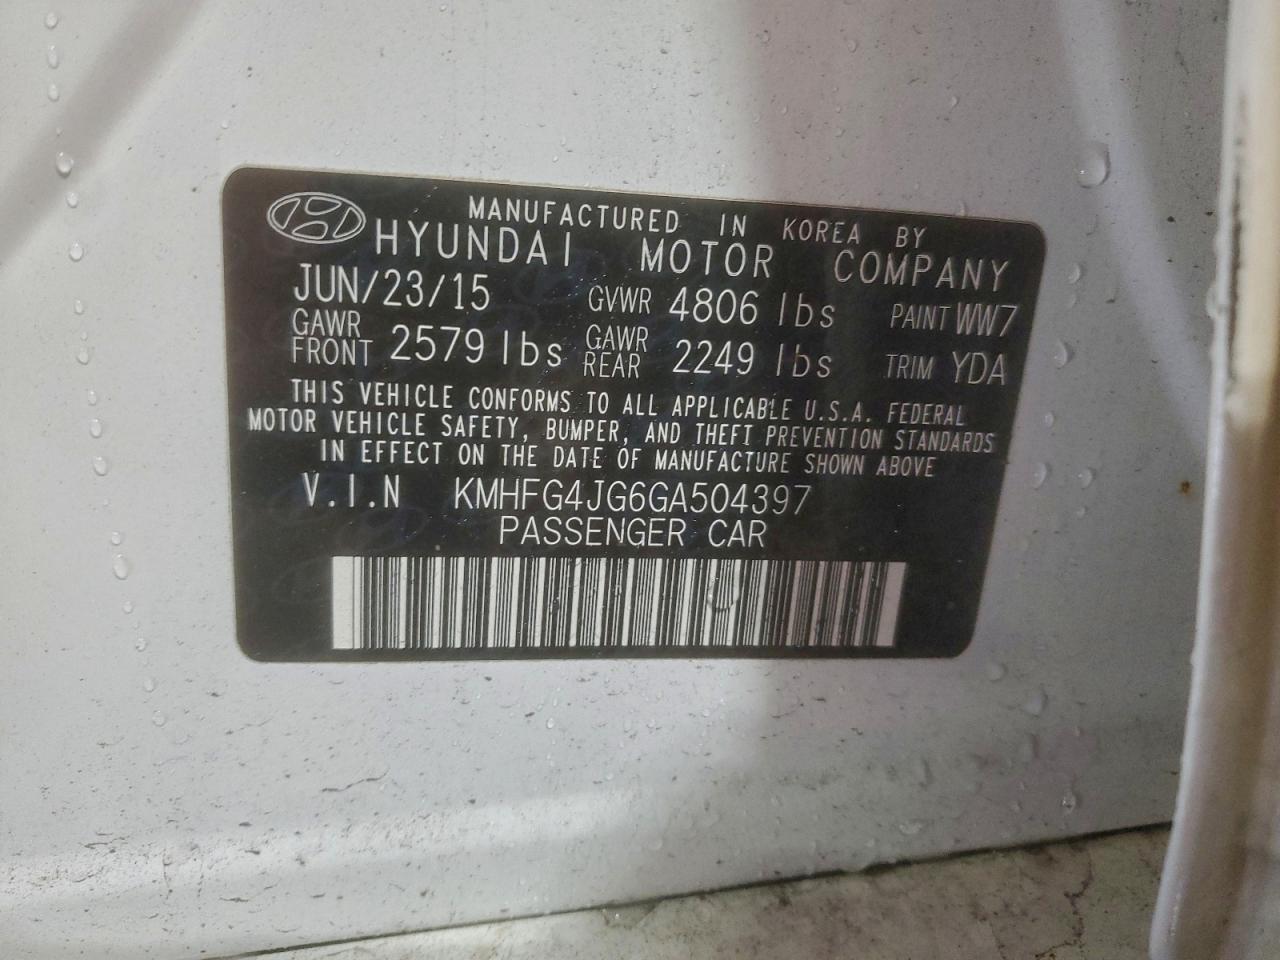 MANUFACTURED IN KOREA BY
HYUNDAI MOTOR COMPANY
JUN/23/15 GVWR 4806 lbs PAINT WW7
GAWR FRONT 2579 lbs GAWR REAR 2249 lbs TRIM YDA
THIS VEHICLE CONFORMS TO ALL APPLICABLE U.S.A. FEDERAL
MOTOR VEHICLE SAFETY, BUMPER, AND THEFT PREVENTION STANDARDS
IN EFFECT ON THE DATE OF MANUFACTURE SHOWN ABOVE
V.I.N KMHFG4JG6GA504397
PASSENGER CAR